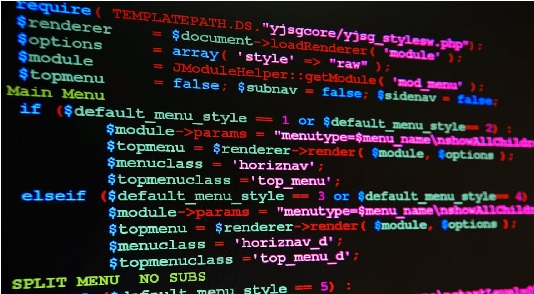 require( TEMPLATEPATH.DS."yjsgcore/yjsg_stylesw.php");
$renderer = $document->loadRenderer( 'module' );
$options = array( 'style' => "raw" );
$module = JModuleHelper::getModule( 'mod_menu' );
$topmenu = false; $subnav = false; $sidenav = false;
Main Menu
if ($default_menu_style == 1 or $default_menu_style== 2) :
$module->params = "menutype=$menu_name\nshowAllChildr
$topmenu = $renderer->render( $module, $options );
$menuclass = 'horiznav';
$topmenuclass ='top_menu';
elseif ($default_menu_style == 3 or $default_menu_style== 4)
$module->params = "menutype=$menu_name\nshowAllChildr
$topmenu = $renderer->render( $module, $options );
$menuclass = 'horiznav_d';
$topmenuclass ='top_menu_d';
SPLIT MENU NO SUBS
($default_menu_style == 5) :